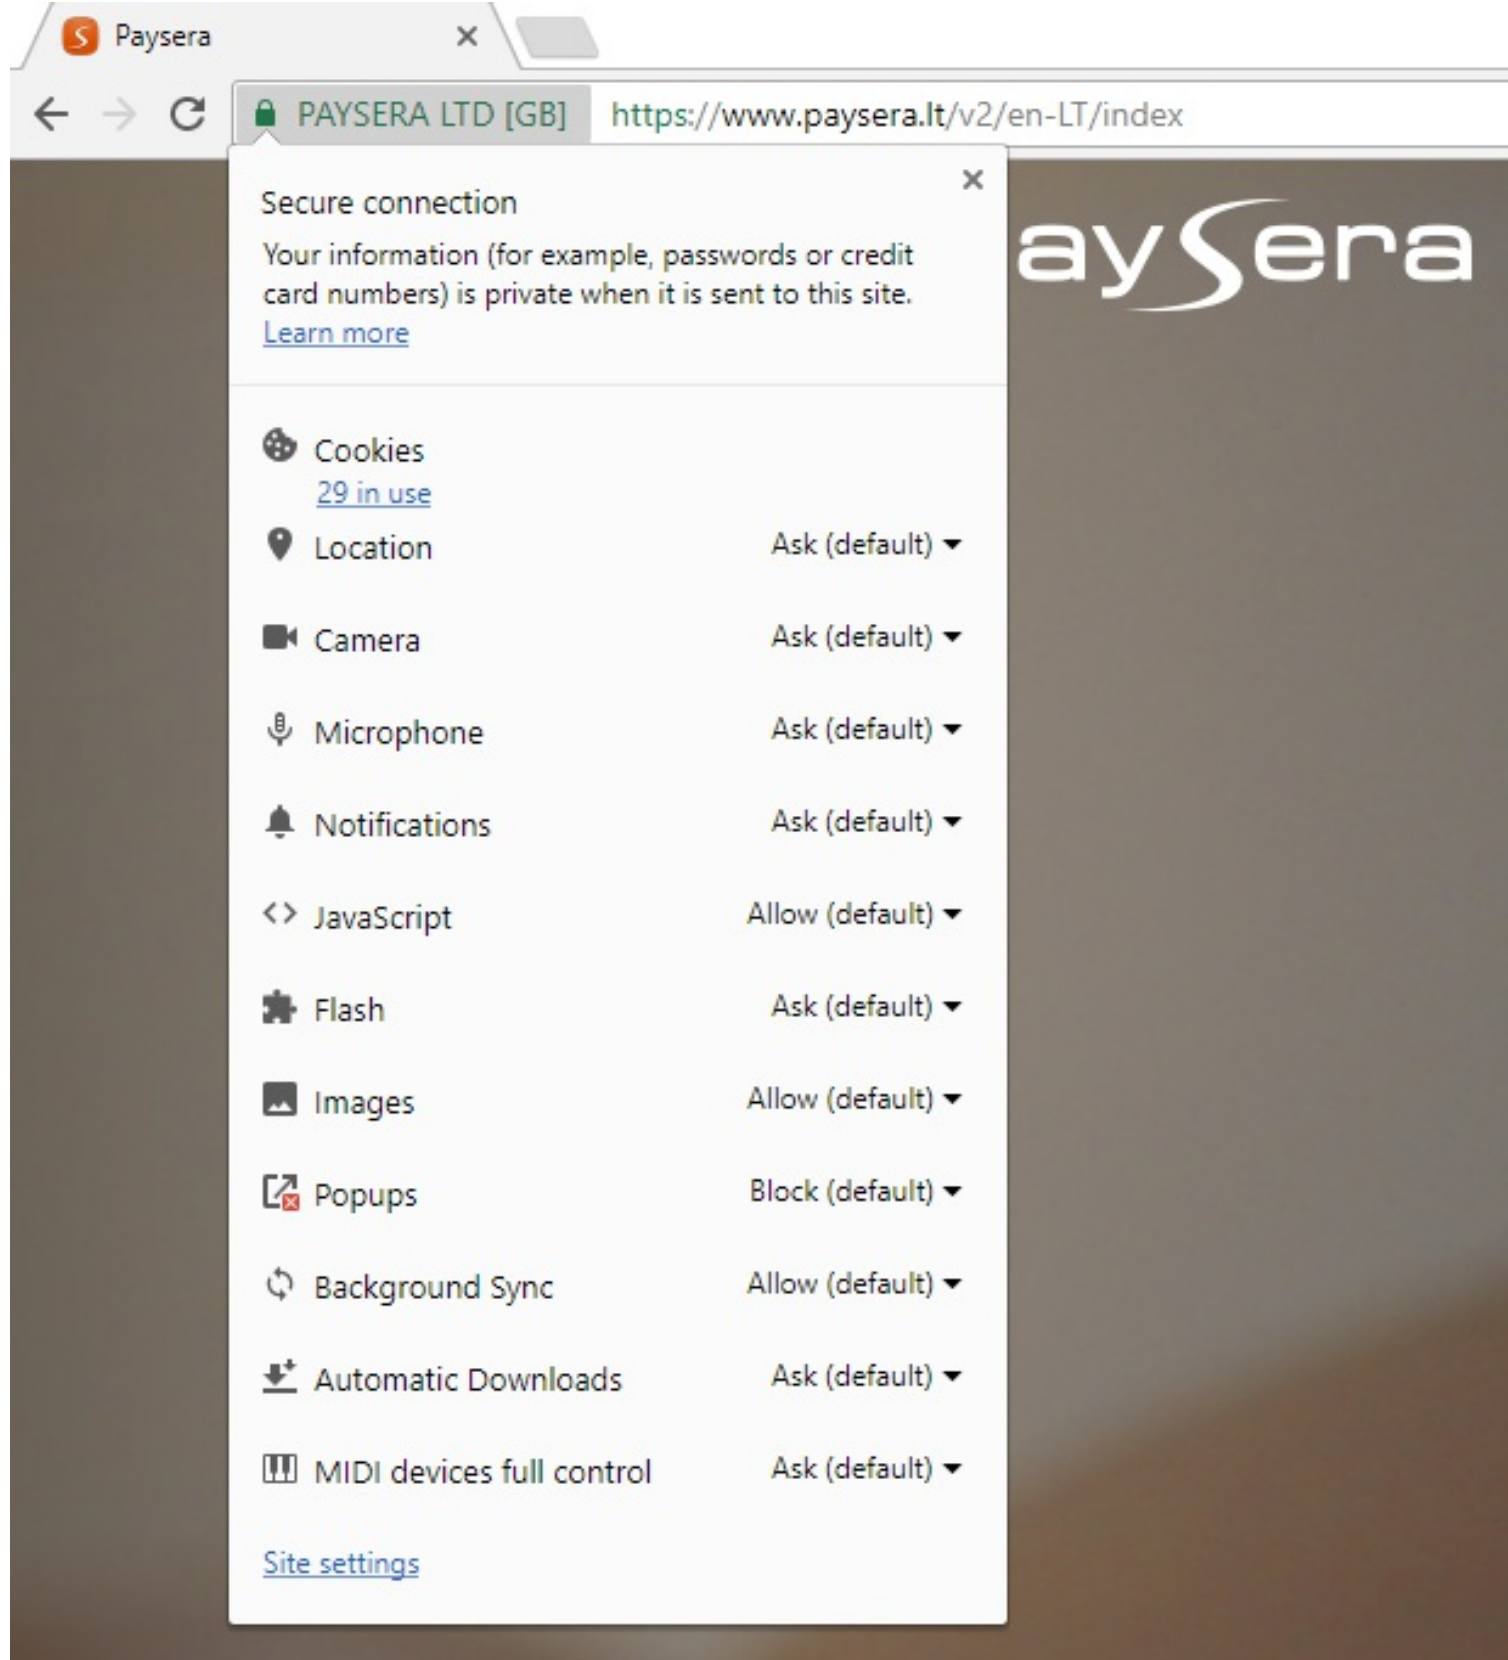 Paysera
PAYSERA LTD [GB] https://www.paysera.lt/v2/en-LT/index
Secure connection
Your information (for example, passwords or credit
card numbers) is private when it is sent to this site.
Learn more
aysera
Cookies
29 in use
Location Ask (default)
Camera Ask (default)
Microphone Ask (default)
Notifications Ask (default)
JavaScript Allow (default)
Flash Ask (default)
Images Allow (default)
Popups Block (default)
Background Sync Allow (default)
Automatic Downloads Ask (default)
MIDI devices full control Ask (default)
Site settings